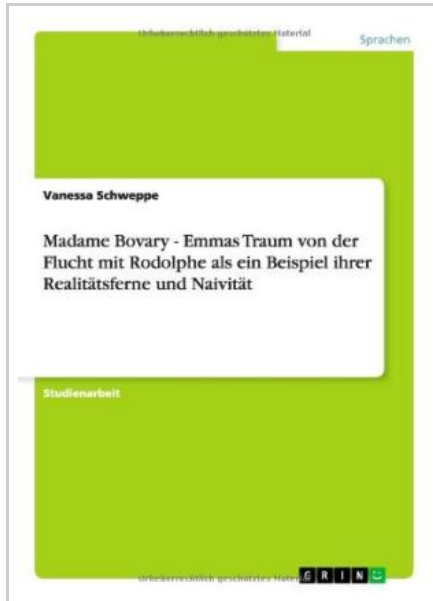 Urheberrechtlich geschütztes Material
Sprachen
Vanessa Schweppe
Madame Bovary - Emmas Traum von der
Flucht mit Rodolphe als ein Beispiel ihrer
Realitätsferne und Naivität
Studienarbeit
Urheberrechtlich geschütztes Mater
GRIN